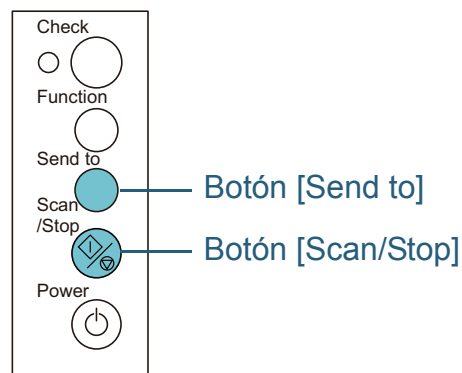 Check
Function
Send to
Botón [Send to]
Scan
/Stop
Botón [Scan/Stop]
Power